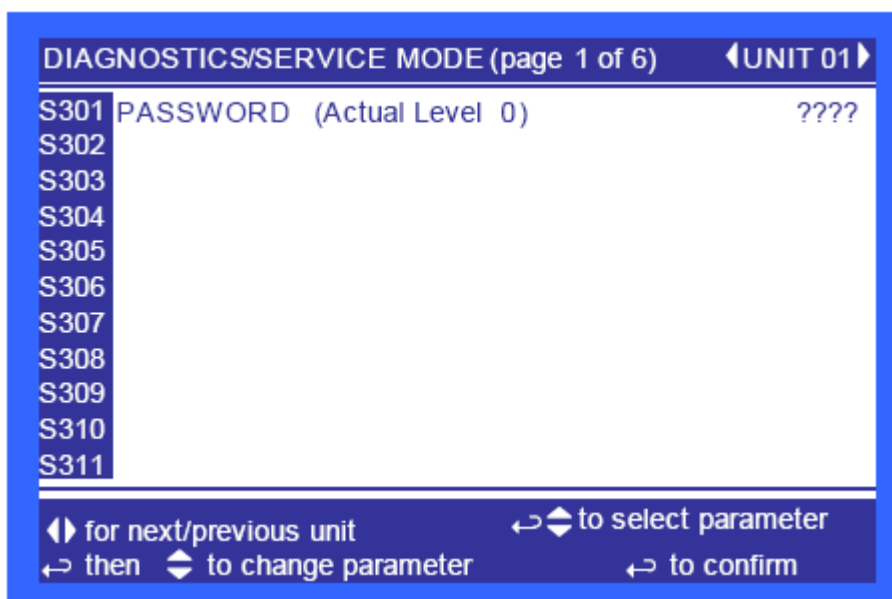 DIAGNOSTICS/SERVICE MODE (page 1 of 6) UNIT 01
S301 PASSWORD (Actual Level 0) ????
S302
S303
S304
S305
S306
S307
S308
S309
S310
S311
for next/previous unit to select parameter
then to change parameter to confirm